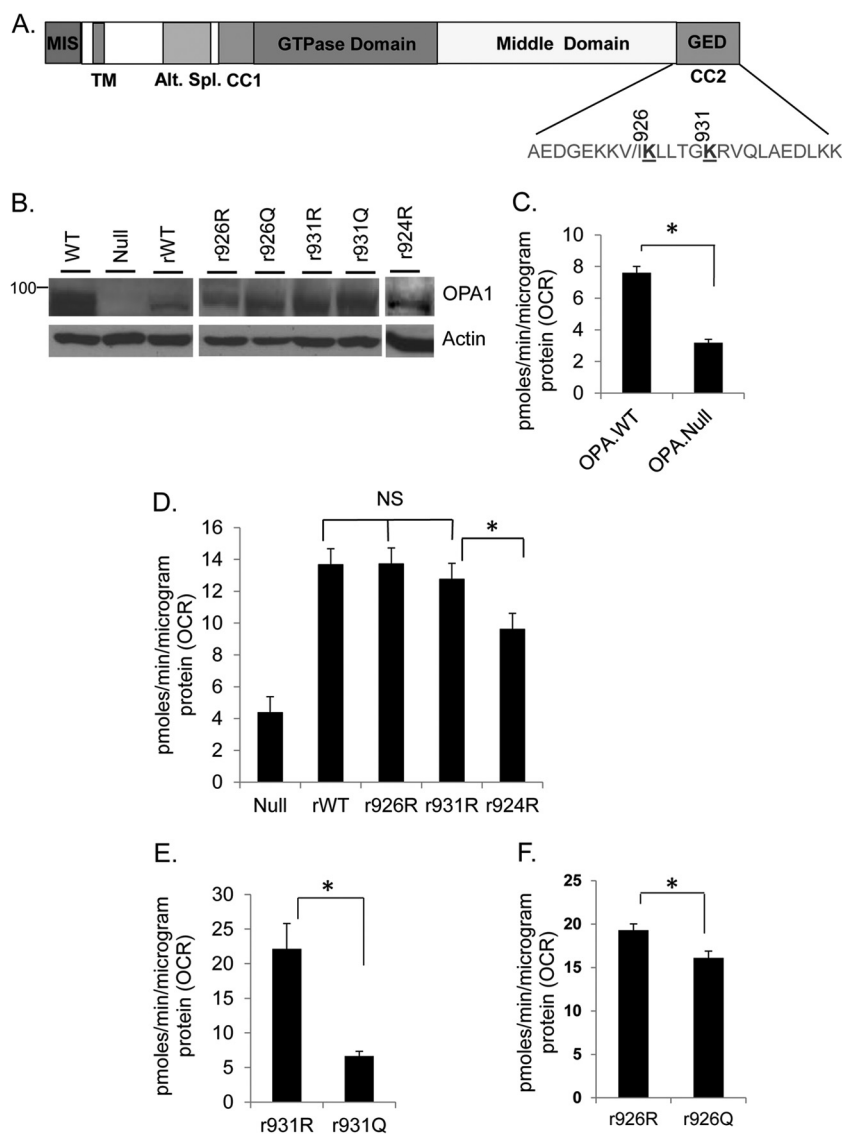 A.
MIS GTPase Domain Middle Domain GED
TM Alt. Spl. CC1 CC2
926 931
AEDGEKKV/IKLLTGKRVQLAEDLKK
B.
WT Null rWT r926R r926Q r931R r931Q r924R
100
OPA1
Actin
C.
pmoles/min/microgram
protein (OCR)
8
6
4
2
0
*
OPA.WT OPA.Null
D.
pmoles/min/microgram
protein (OCR)
16
14
12
10
8
6
4
2
0
NS
*
Null rWT r926R r931R r924R
E.
pmoles/min/microgram
protein (OCR)
30
25
20
15
10
5
0
*
r931R r931Q
F.
pmoles/min/microgram
protein (OCR)
25
20
15
10
5
0
*
r926R r926Q